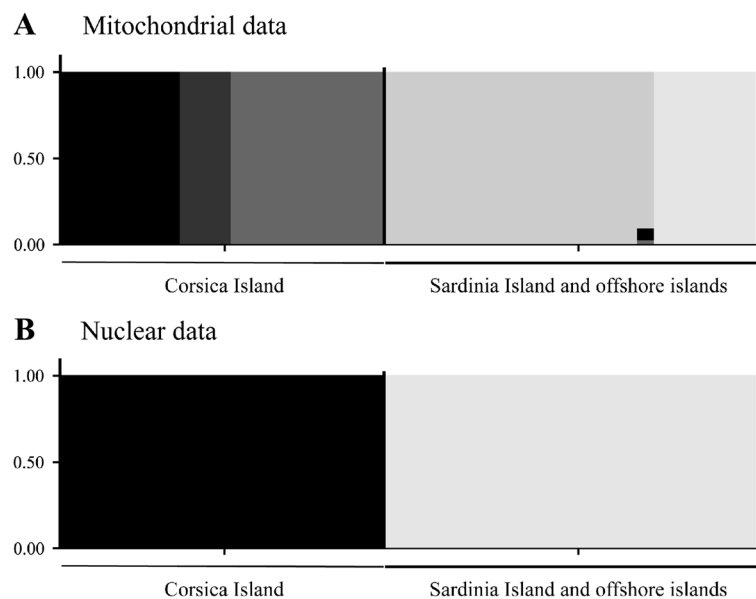 A Mitochondrial data
1.00
0.50
0.00
Corsica Island Sardinia Island and offshore islands
B Nuclear data
1.00
0.50
0.00
Corsica Island Sardinia Island and offshore islands